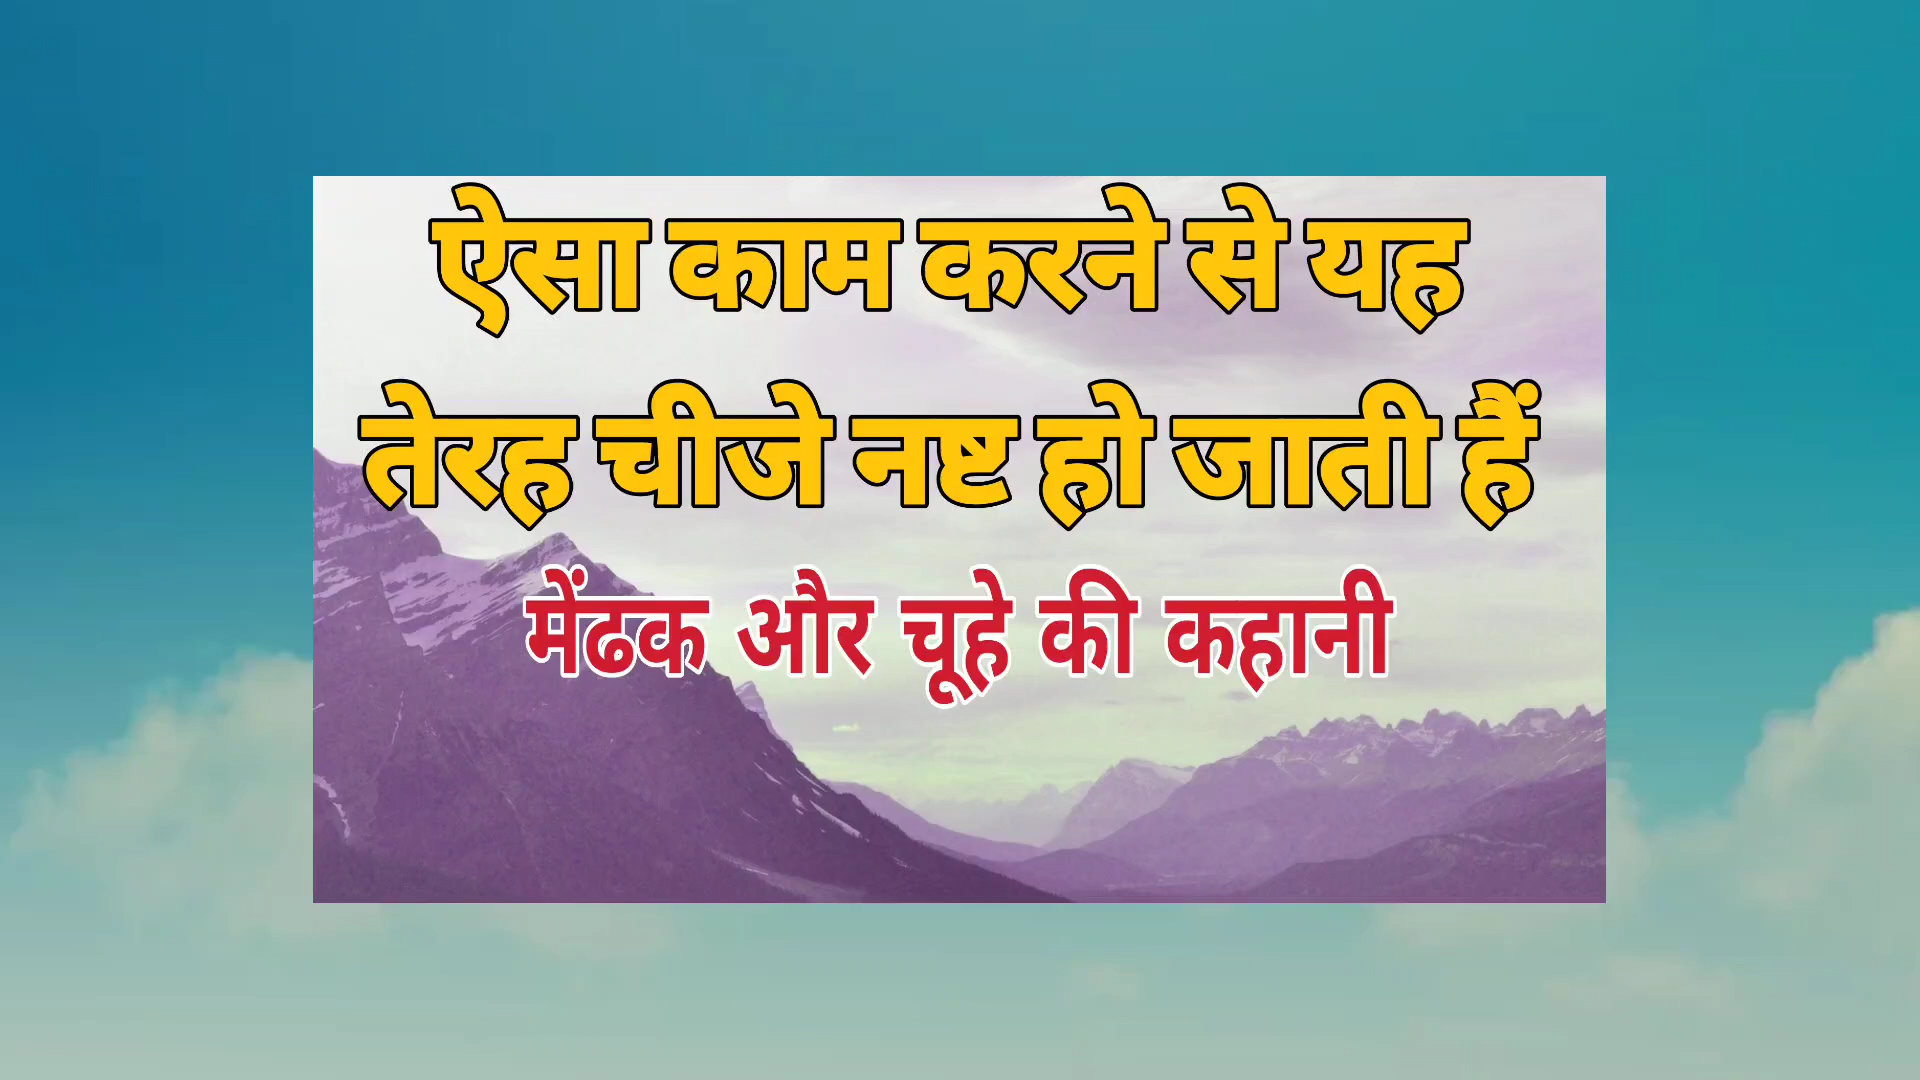 ऐसा काम करने से यह
तेरह चीजे नष्ट हो जाती हैं
मेंढक और चूहे की कहानी